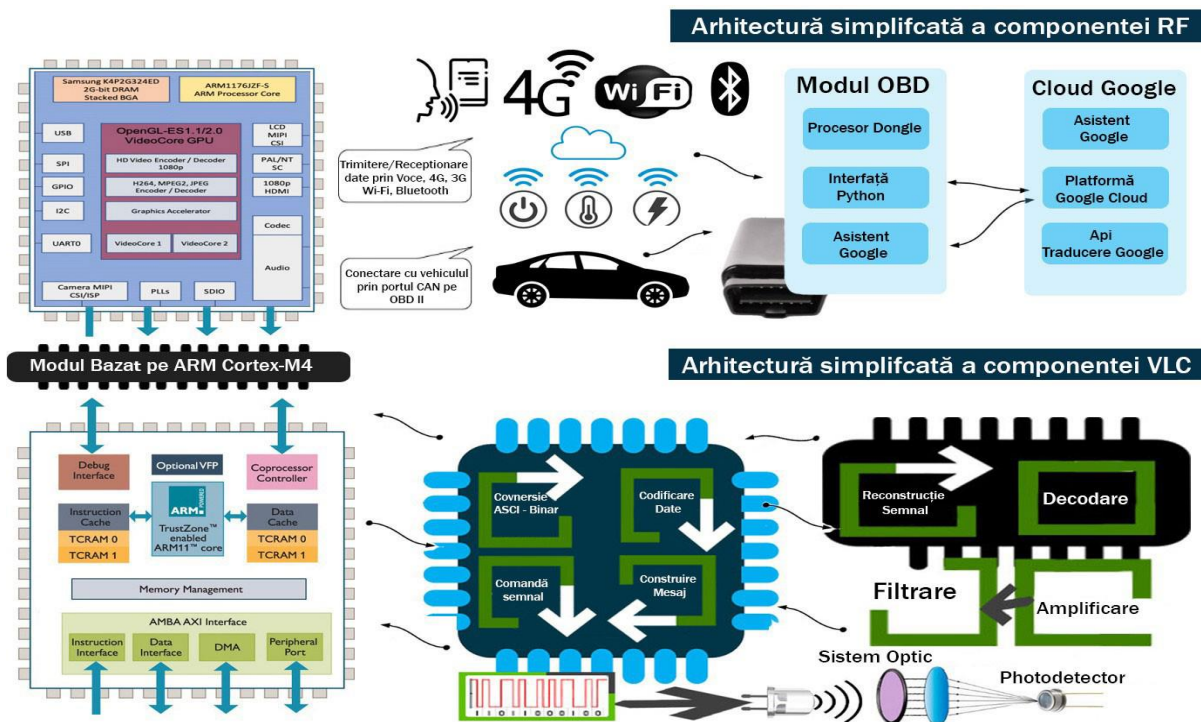 Arhitectură simplifcată a componentei RF
Samsung K4P2G324ED
2G-bit DRAM
Stacked BGA
ARM1176JZF-S
ARM Processor Core
USB
SPI
GPIO
I2C
UART0
OpenGL-ES1.1/2.0
VideoCore GPU
HD Video Encoder / Decoder
1080p
H264, MPEG2, JPEG
Encoder / Decoder
Graphics Accelerator
VideoCore 1
VideoCore 2
LCD
MIPI
CSI
PAL/NT
SC
1080p
HDMI
Codec
Audio
Camera MIPI
CSI/ISP
PLLs
SDIO
4G
Wi Fi
Trimitere/Recepționare
date prin Voce, 4G, 3G
Wi-Fi, Bluetooth
Conectare cu vehiculul
prin portul CAN pe
OBD II
Modul OBD
Procesor Dongle
Interfață
Python
Asistent
Google
Cloud Google
Asistent
Google
Platformă
Google Cloud
Api
Traducere Google
Modul Bazat pe ARM Cortex-M4
Arhitectură simplifcată a componentei VLC
Debug
Interface
Optional VFP
Coprocessor
Controller
Instruction
Cache
TCRAM 0
TCRAM 1
ARM
POWERED
TrustZone™
enabled
ARM11™ core
Data
Cache
TCRAM 0
TCRAM 1
Memory Management
AMBA AXI Interface
Instruction
Interface
Data
Interface
DMA
Peripheral
Port
Covnersie
ASCI - Binar
Codificare
Date
Comandă
semnal
Construire
Mesaj
Reconstrucție
Semnal
Decodare
Filtrare
Amplificare
Sistem Optic
Photodetector